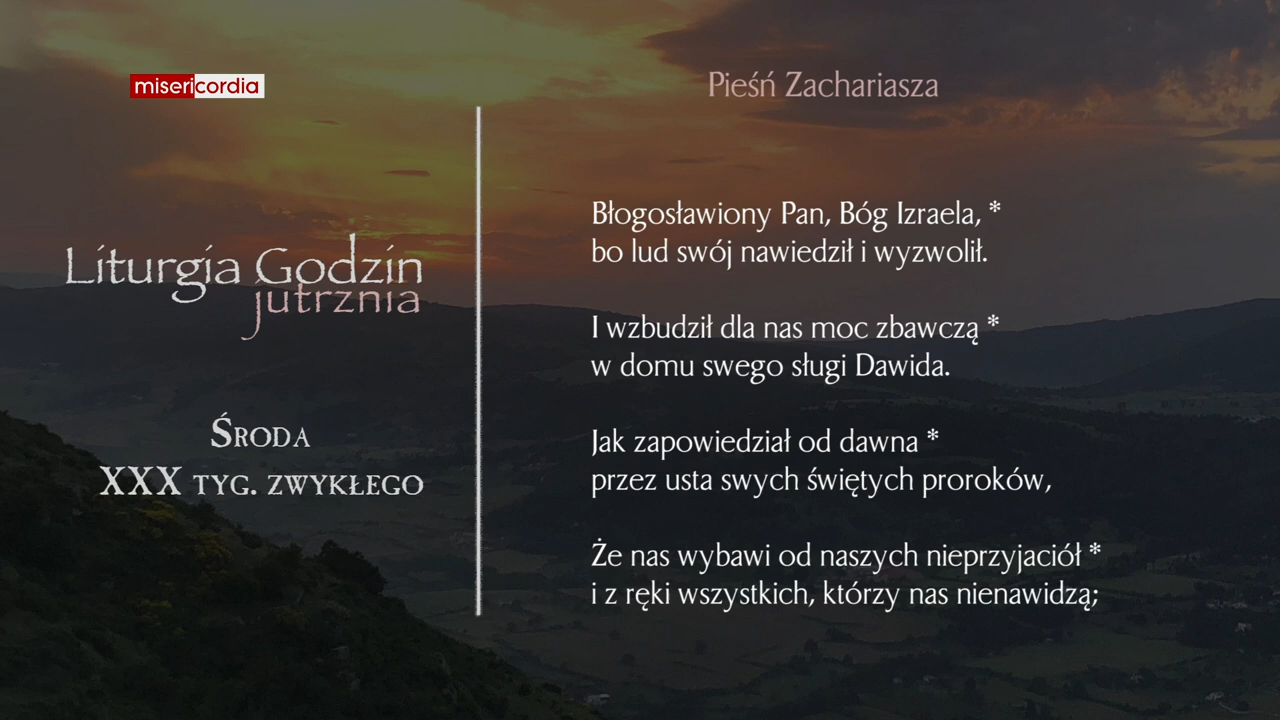 misericordia
Liturgia Godzin
jutrznia
Środa
XXX tyg. zwykłego
Pieśń Zachariasza
Błogosławiony Pan, Bóg Izraela, *
bo lud swój nawiedził i wyzwolił.
I wzbudził dla nas moc zbawczą *
w domu swego sługi Dawida.
Jak zapowiedział od dawna *
przez usta swych świętych proroków,
Że nas wybawi od naszych nieprzyjaciół *
i z ręki wszystkich, którzy nas nienawidzą;